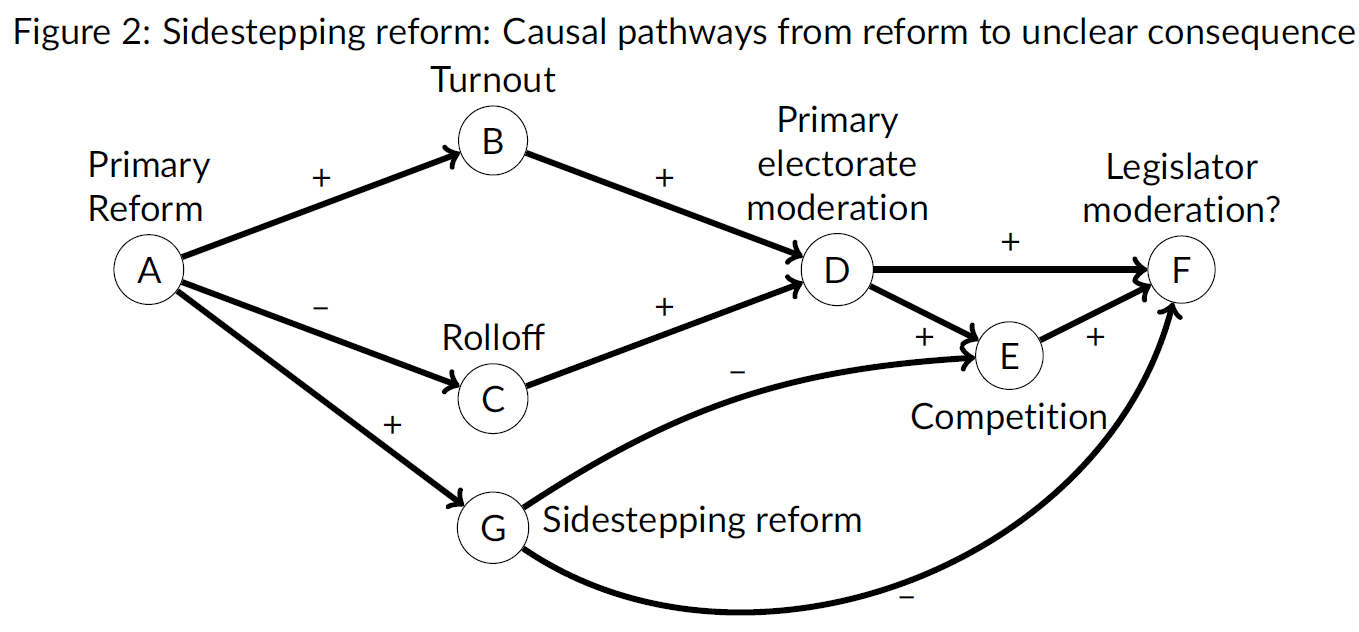 Figure 2: Sidestepping reform: Causal pathways from reform to unclear consequence
Turnout
B
Primary
Reform
A
+
+
Primary
electorate
moderation
D
Legislator
moderation?
F
+
–
+
Rolloff
C
+
+
E
Competition
+
–
G
Sidestepping reform
–